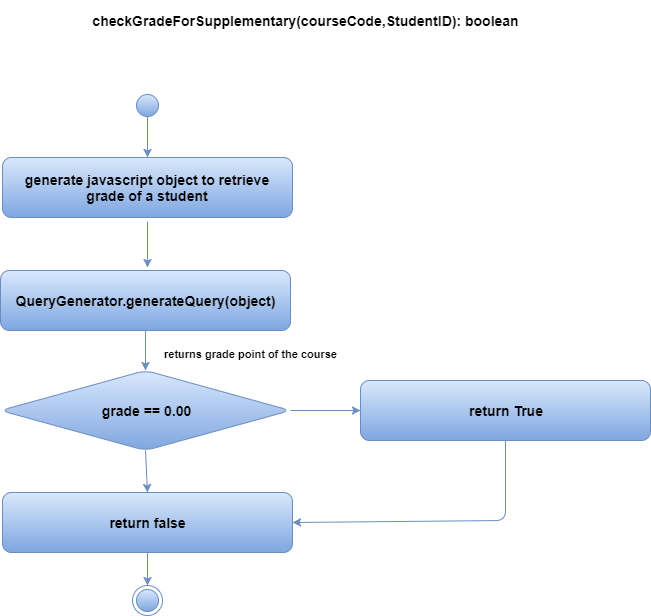 checkGradeForSupplementary(courseCode,StudentID): boolean
generate javascript object to retrieve
grade of a student
QueryGenerator.generateQuery(object)
returns grade point of the course
grade == 0.00
return True
return false